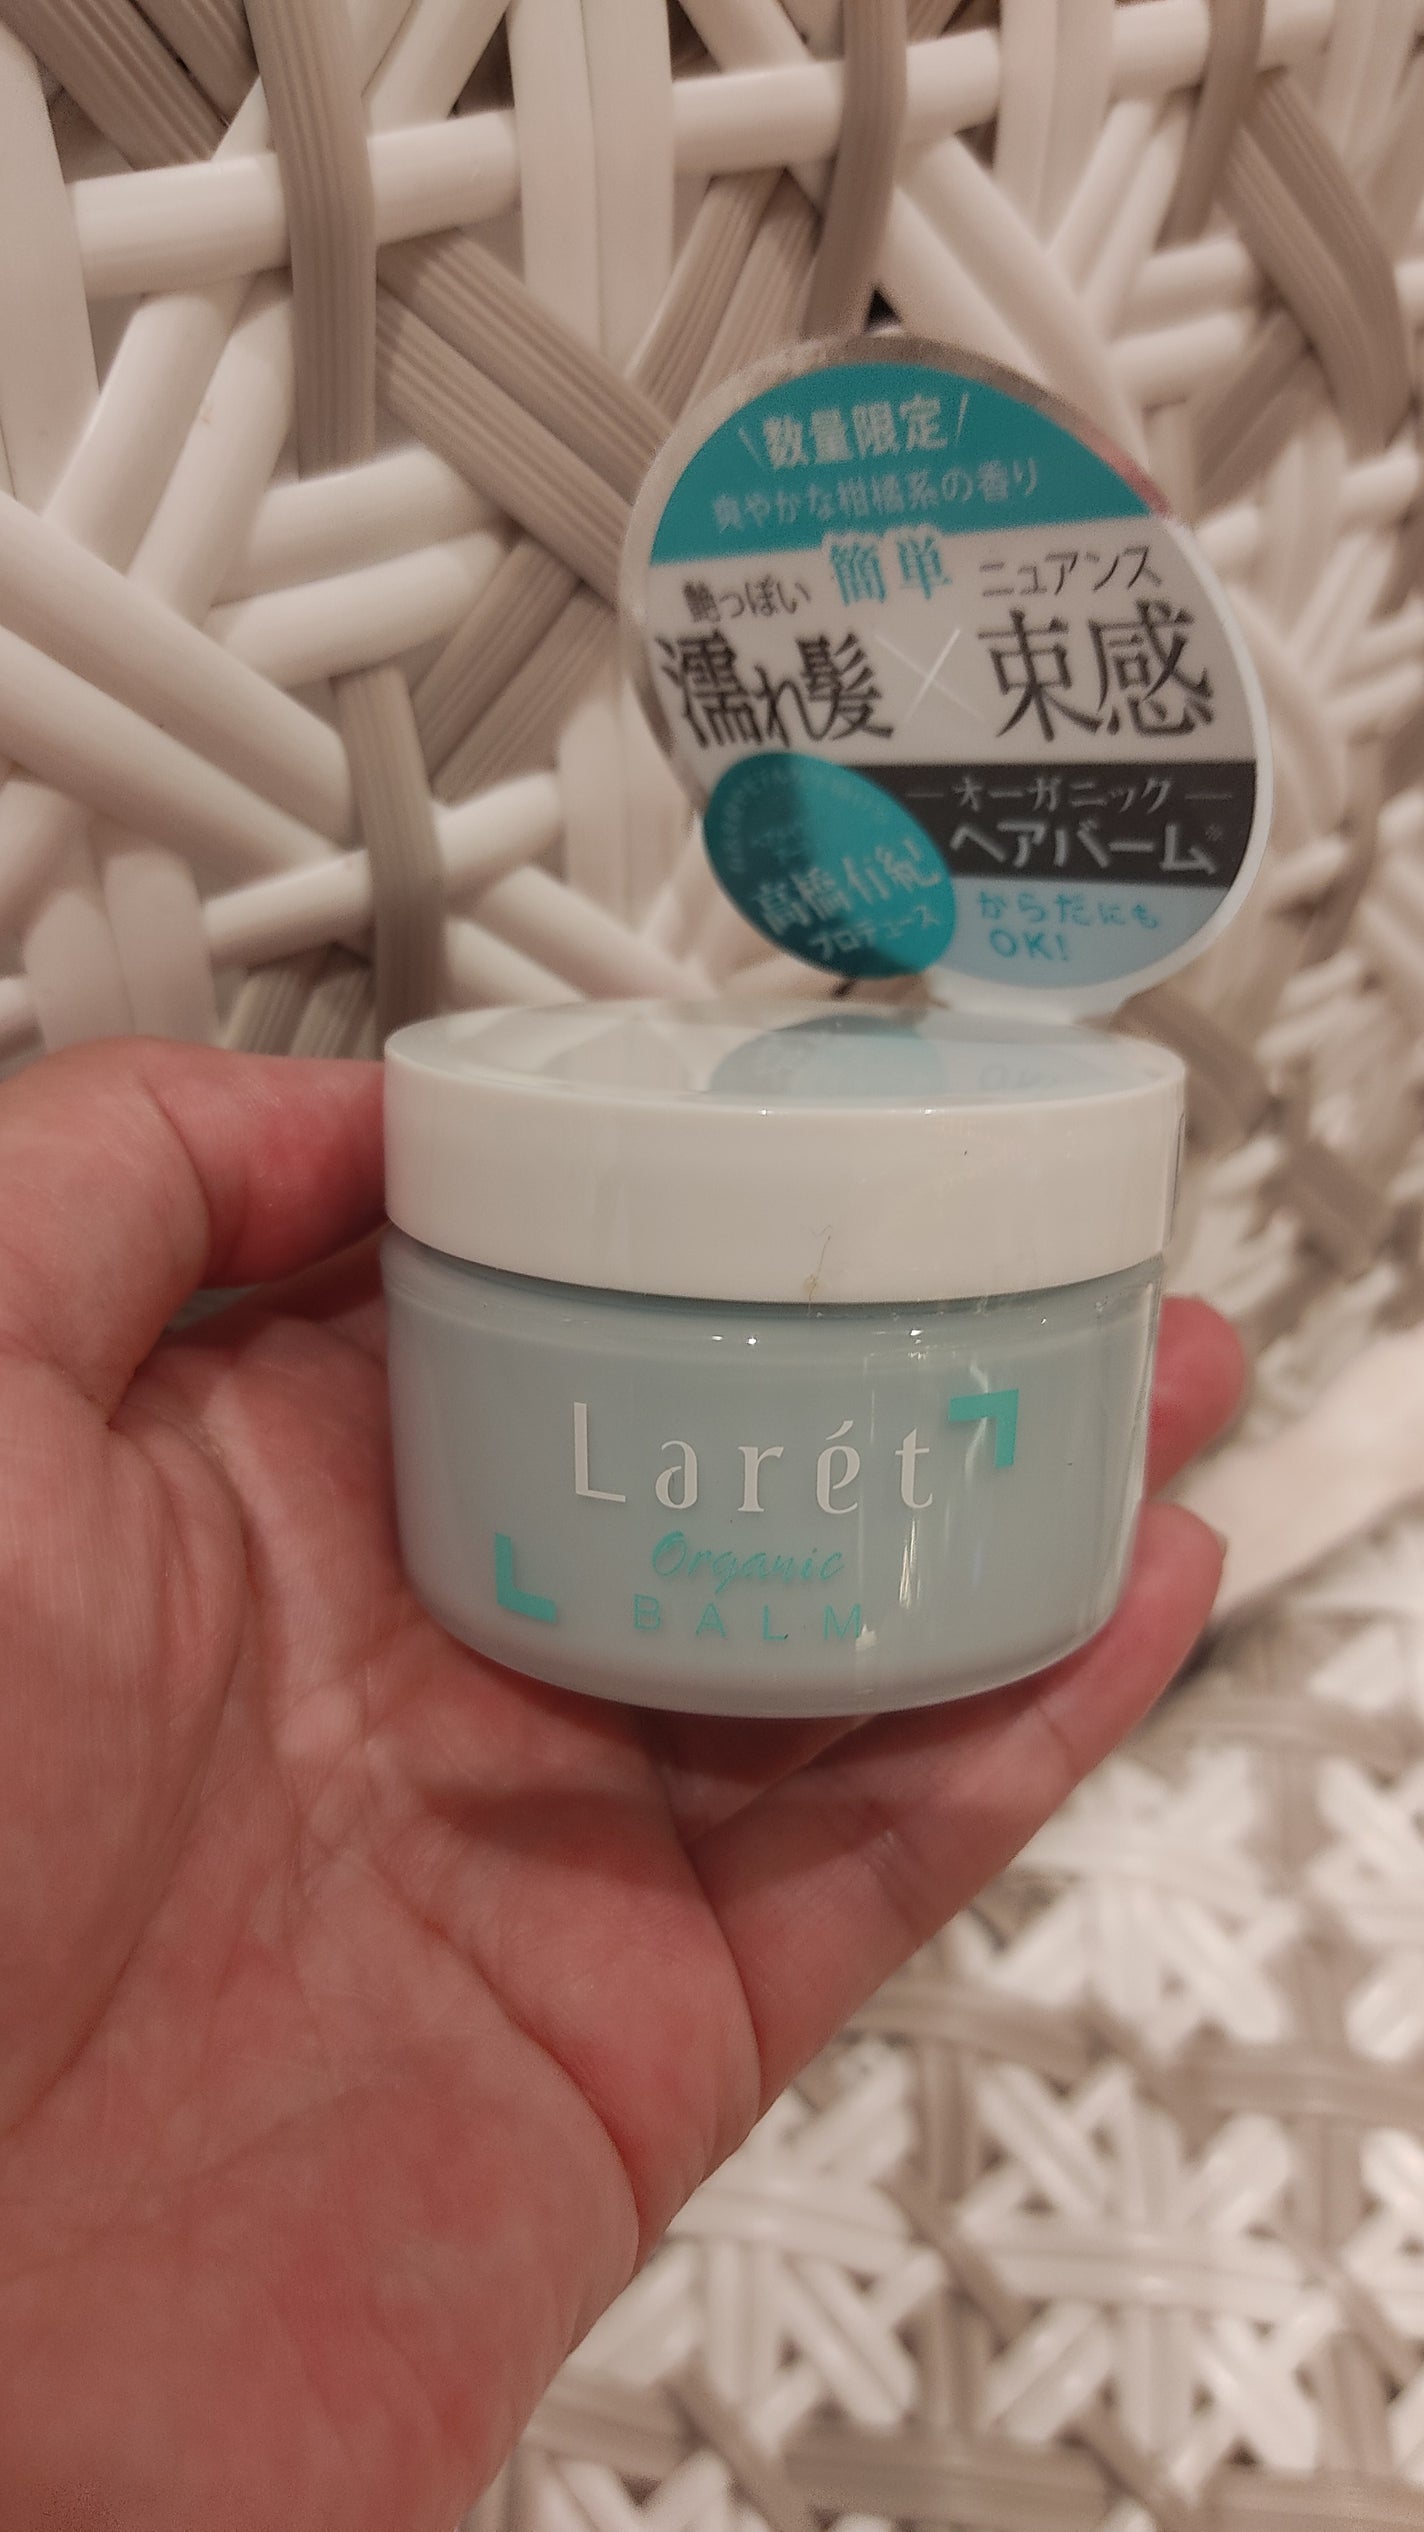 \数量限定/
爽やかな柑橘系の香り
簡単
艶っぽい ニュアンス
濡れ髪×束感
オーガニック
ヘアバーム※
高橋有紀
プロデュース
からだにも
OK!
Larét
Organic
BALM